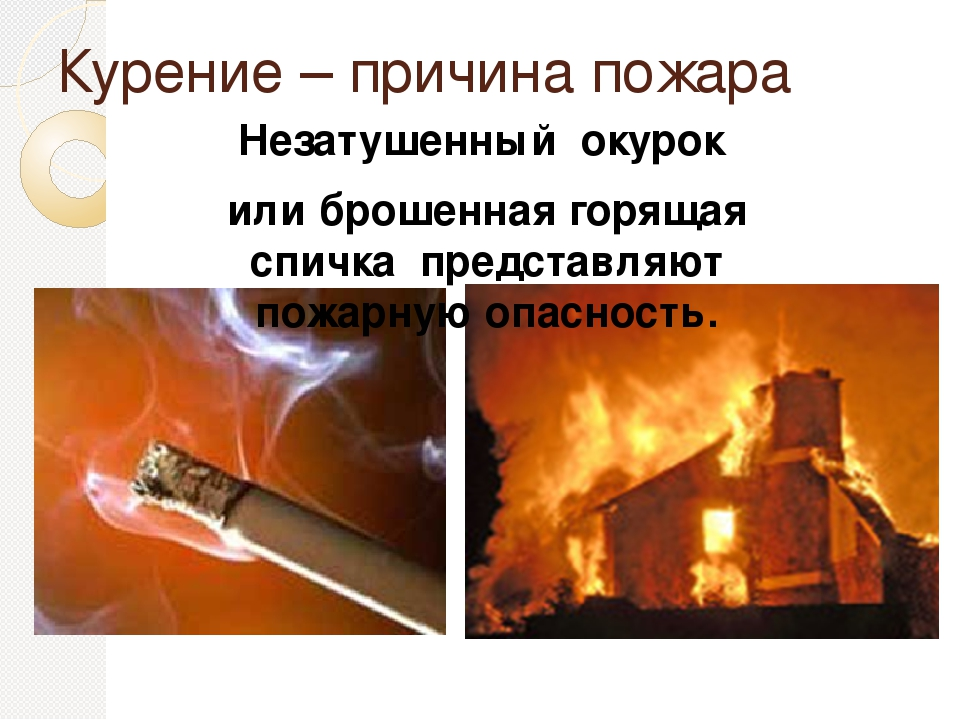 Курение – причина пожара
Незатушенный окурок
или брошенная горящая
спичка представляют
пожарную опасность.